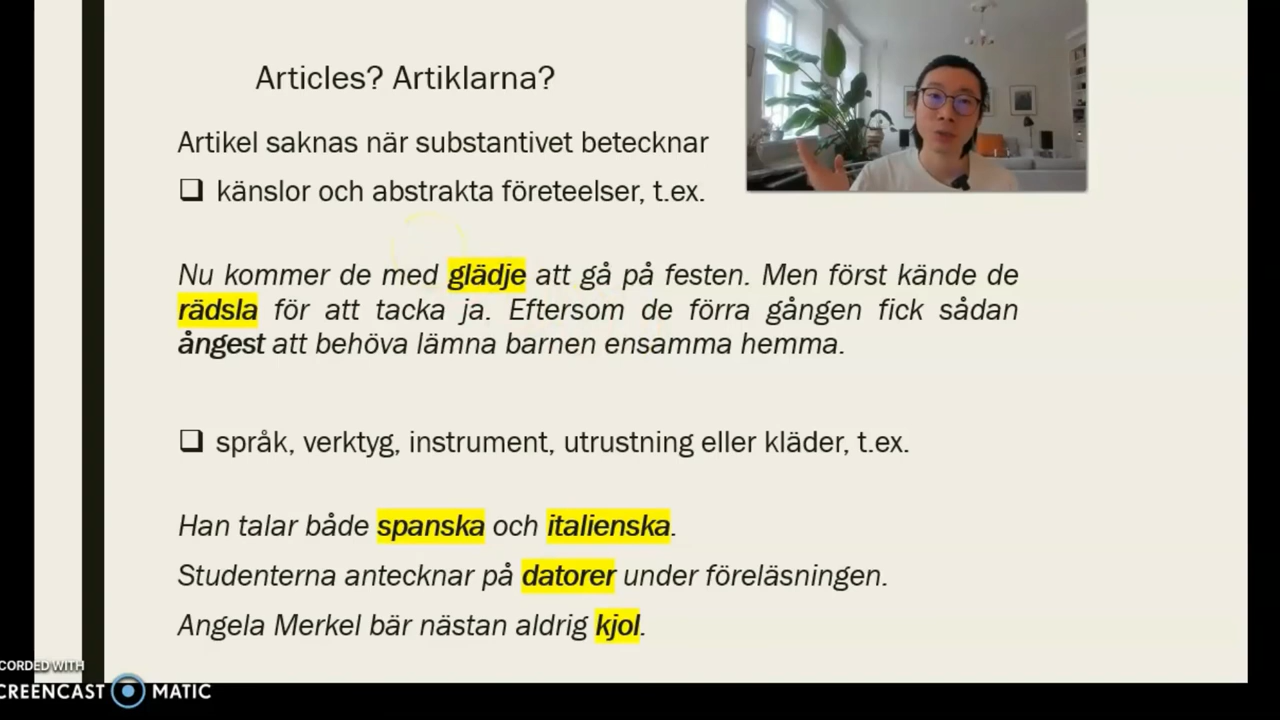 Articles? Artiklarna?
Artikel saknas när substantivet betecknar
känslor och abstrakta företeelser, t.ex.
Nu kommer de med glädje att gå på festen. Men först kände de
rädsla för att tacka ja. Eftersom de förra gången fick sådan
ångest att behöva lämna barnen ensamma hemma.
språk, verktyg, instrument, utrustning eller kläder, t.ex.
Han talar både spanska och italienska.
Studenterna antecknar på datorer under föreläsningen.
Angela Merkel bär nästan aldrig kjol.
CORDED WITH
CREENCAST MATIC